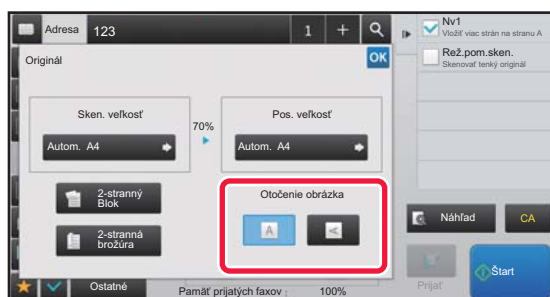 Adresa 123 1 +
Originál OK
Sken. veľkosť
Autom. A4
70%
Pos. veľkosť
Autom. A4
2-stranný
Blok
2-stranná
brožúra
Otočenie obrázka
A A
Ostatné
Pamäť prijatých faxov : 100%
Nv1
Vložiť viac strán na stranu A
Rež.pom.sken.
Skenovať tenký originál
Náhľad CA
Prijať
Štart